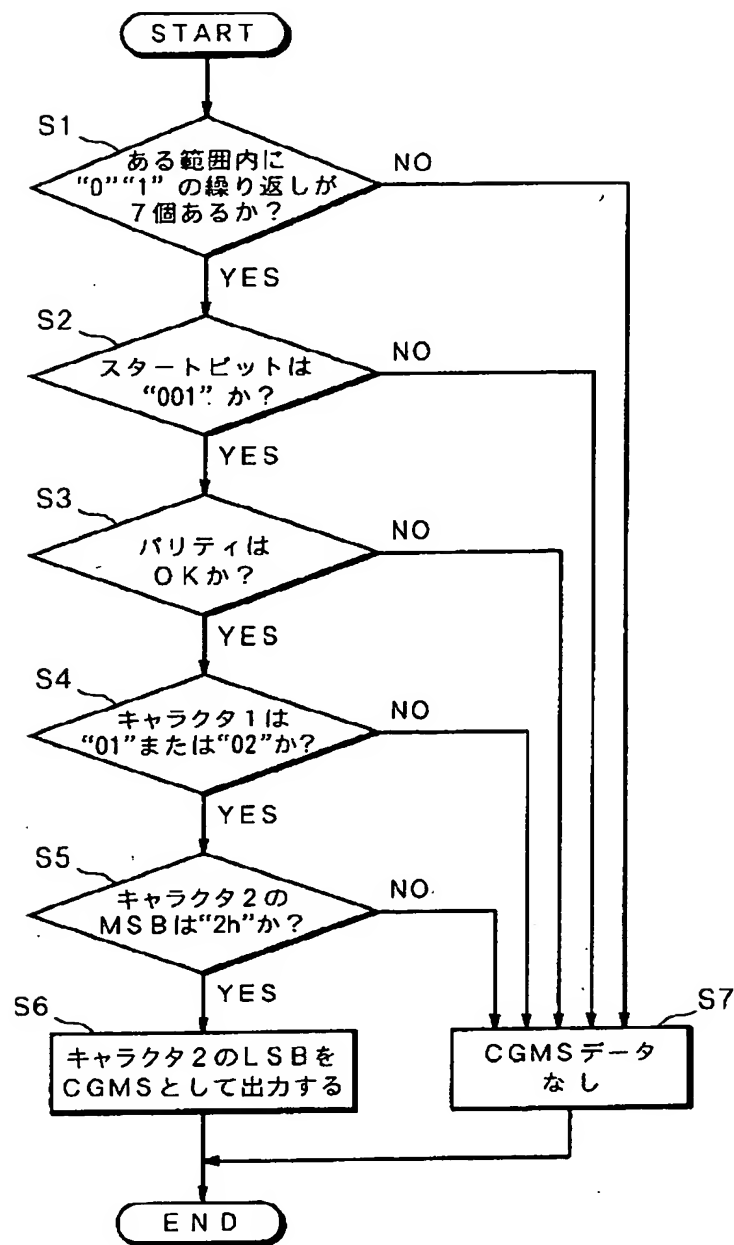 START
S1
ある範囲内に
“0”“1”の繰り返しが
7個あるか?
NO
YES
S2
スタートビットは
“001”か?
NO
YES
S3
パリティは
OKか?
NO
YES
S4
キャラクタ1は
“01”または“02”か?
NO
YES
S5
キャラクタ2の
MSBは“2h”か?
NO
YES
S6
キャラクタ2のLSBを
CGMSとして出力する
S7
CGMSデータ
なし
END